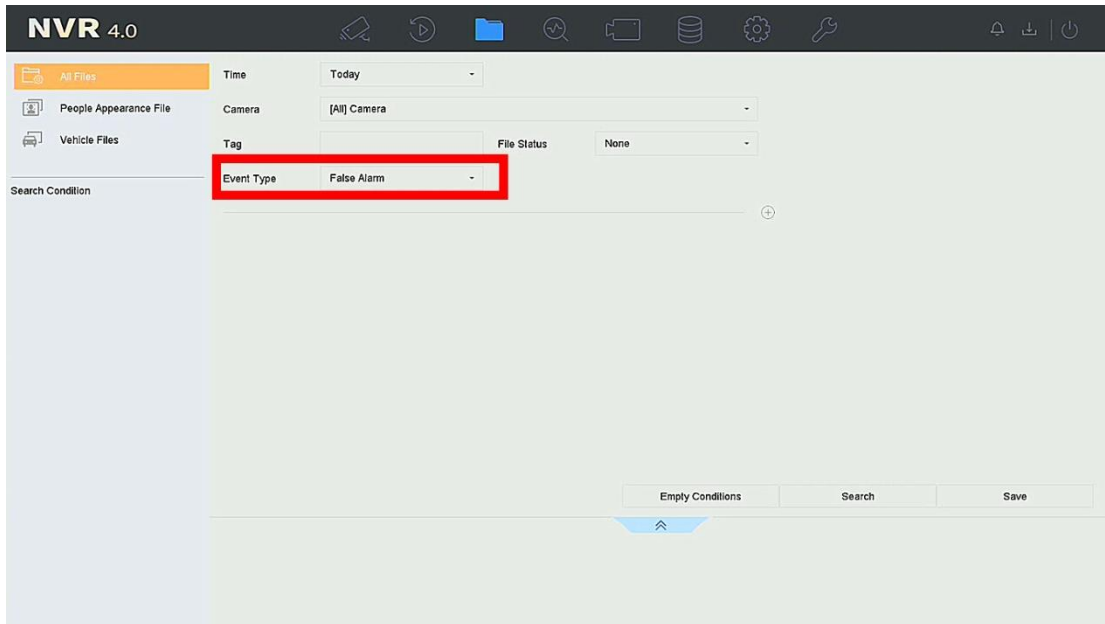 NVR 4.0
All Files
People Appearance File
Vehicle Files
Search Condition
Time Today
Camera [All] Camera
Tag File Status None
Event Type False Alarm
Empty Conditions Search Save